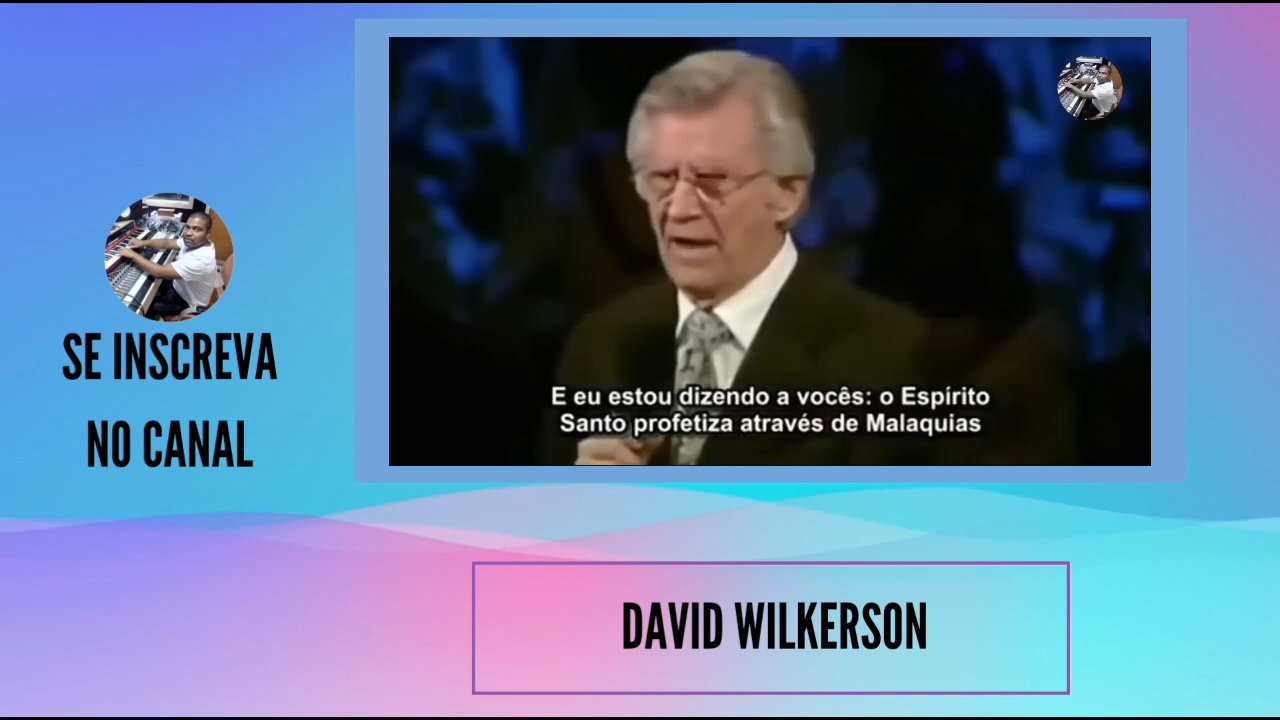 SE INSCREVA
NO CANAL
E eu estou dizendo a vocês: o Espírito
Santo profetiza através de Malaquias
DAVID WILKERSON